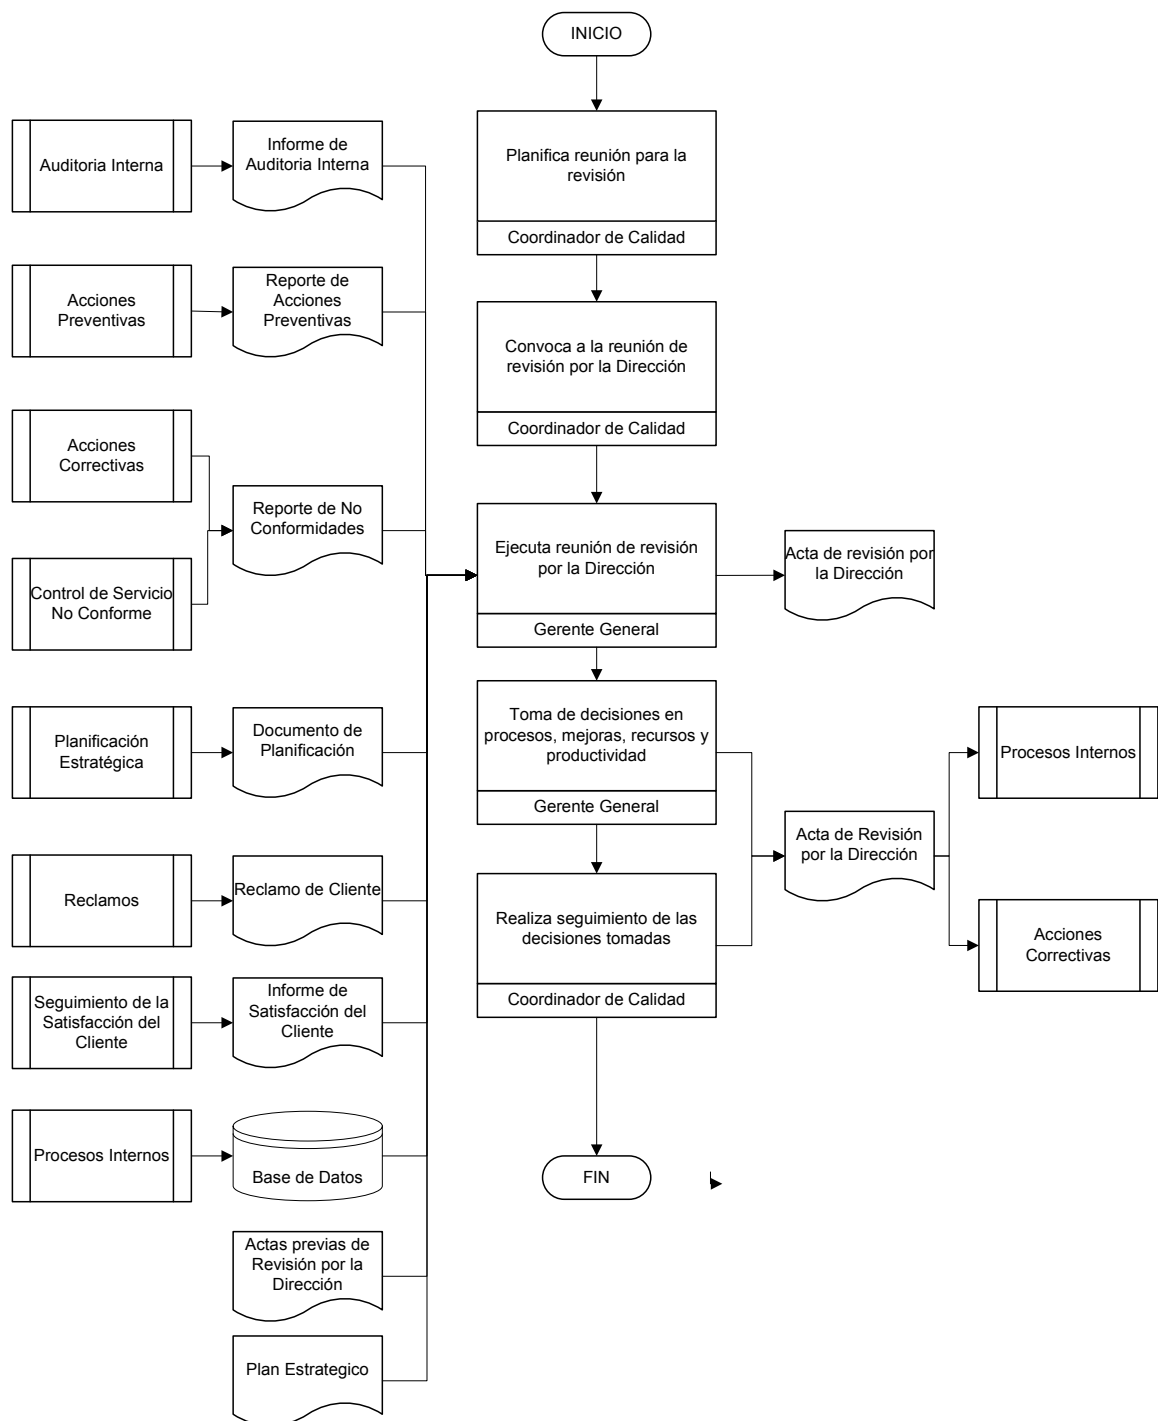 INICIO
Planifica reunión para la
revisión
Coordinador de Calidad
Auditoria Interna
Informe de
Auditoria Interna
Acciones
Preventivas
Reporte de
Acciones
Preventivas
Convoca a la reunión de
revisión por la Dirección
Coordinador de Calidad
Acciones
Correctivas
Reporte de No
Conformidades
Control de Servicio
No Conforme
Ejecuta reunión de revisión
por la Dirección
Gerente General
Acta de revisión por
la Dirección
Planificación
Estratégica
Documento de
Planificación
Toma de decisiones en
procesos, mejoras, recursos y
productividad
Gerente General
Procesos Internos
Acta de Revisión
por la Dirección
Reclamos
Reclamo de Cliente
Realiza seguimiento de las
decisiones tomadas
Coordinador de Calidad
Acciones
Correctivas
Seguimiento de la
Satisfacción del
Cliente
Informe de
Satisfacción del
Cliente
Procesos Internos
Base de Datos
FIN
Actas previas de
Revisión por la
Dirección
Plan Estrategico